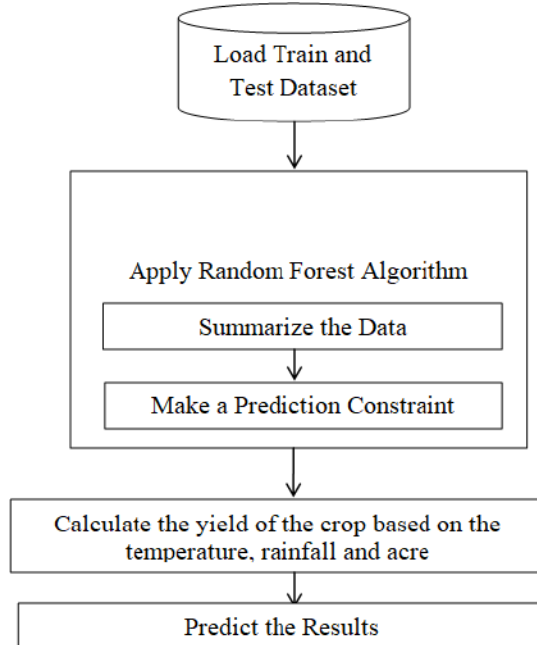 Load Train and
Test Dataset
Apply Random Forest Algorithm
Summarize the Data
Make a Prediction Constraint
Calculate the yield of the crop based on the
temperature, rainfall and acre
Predict the Results